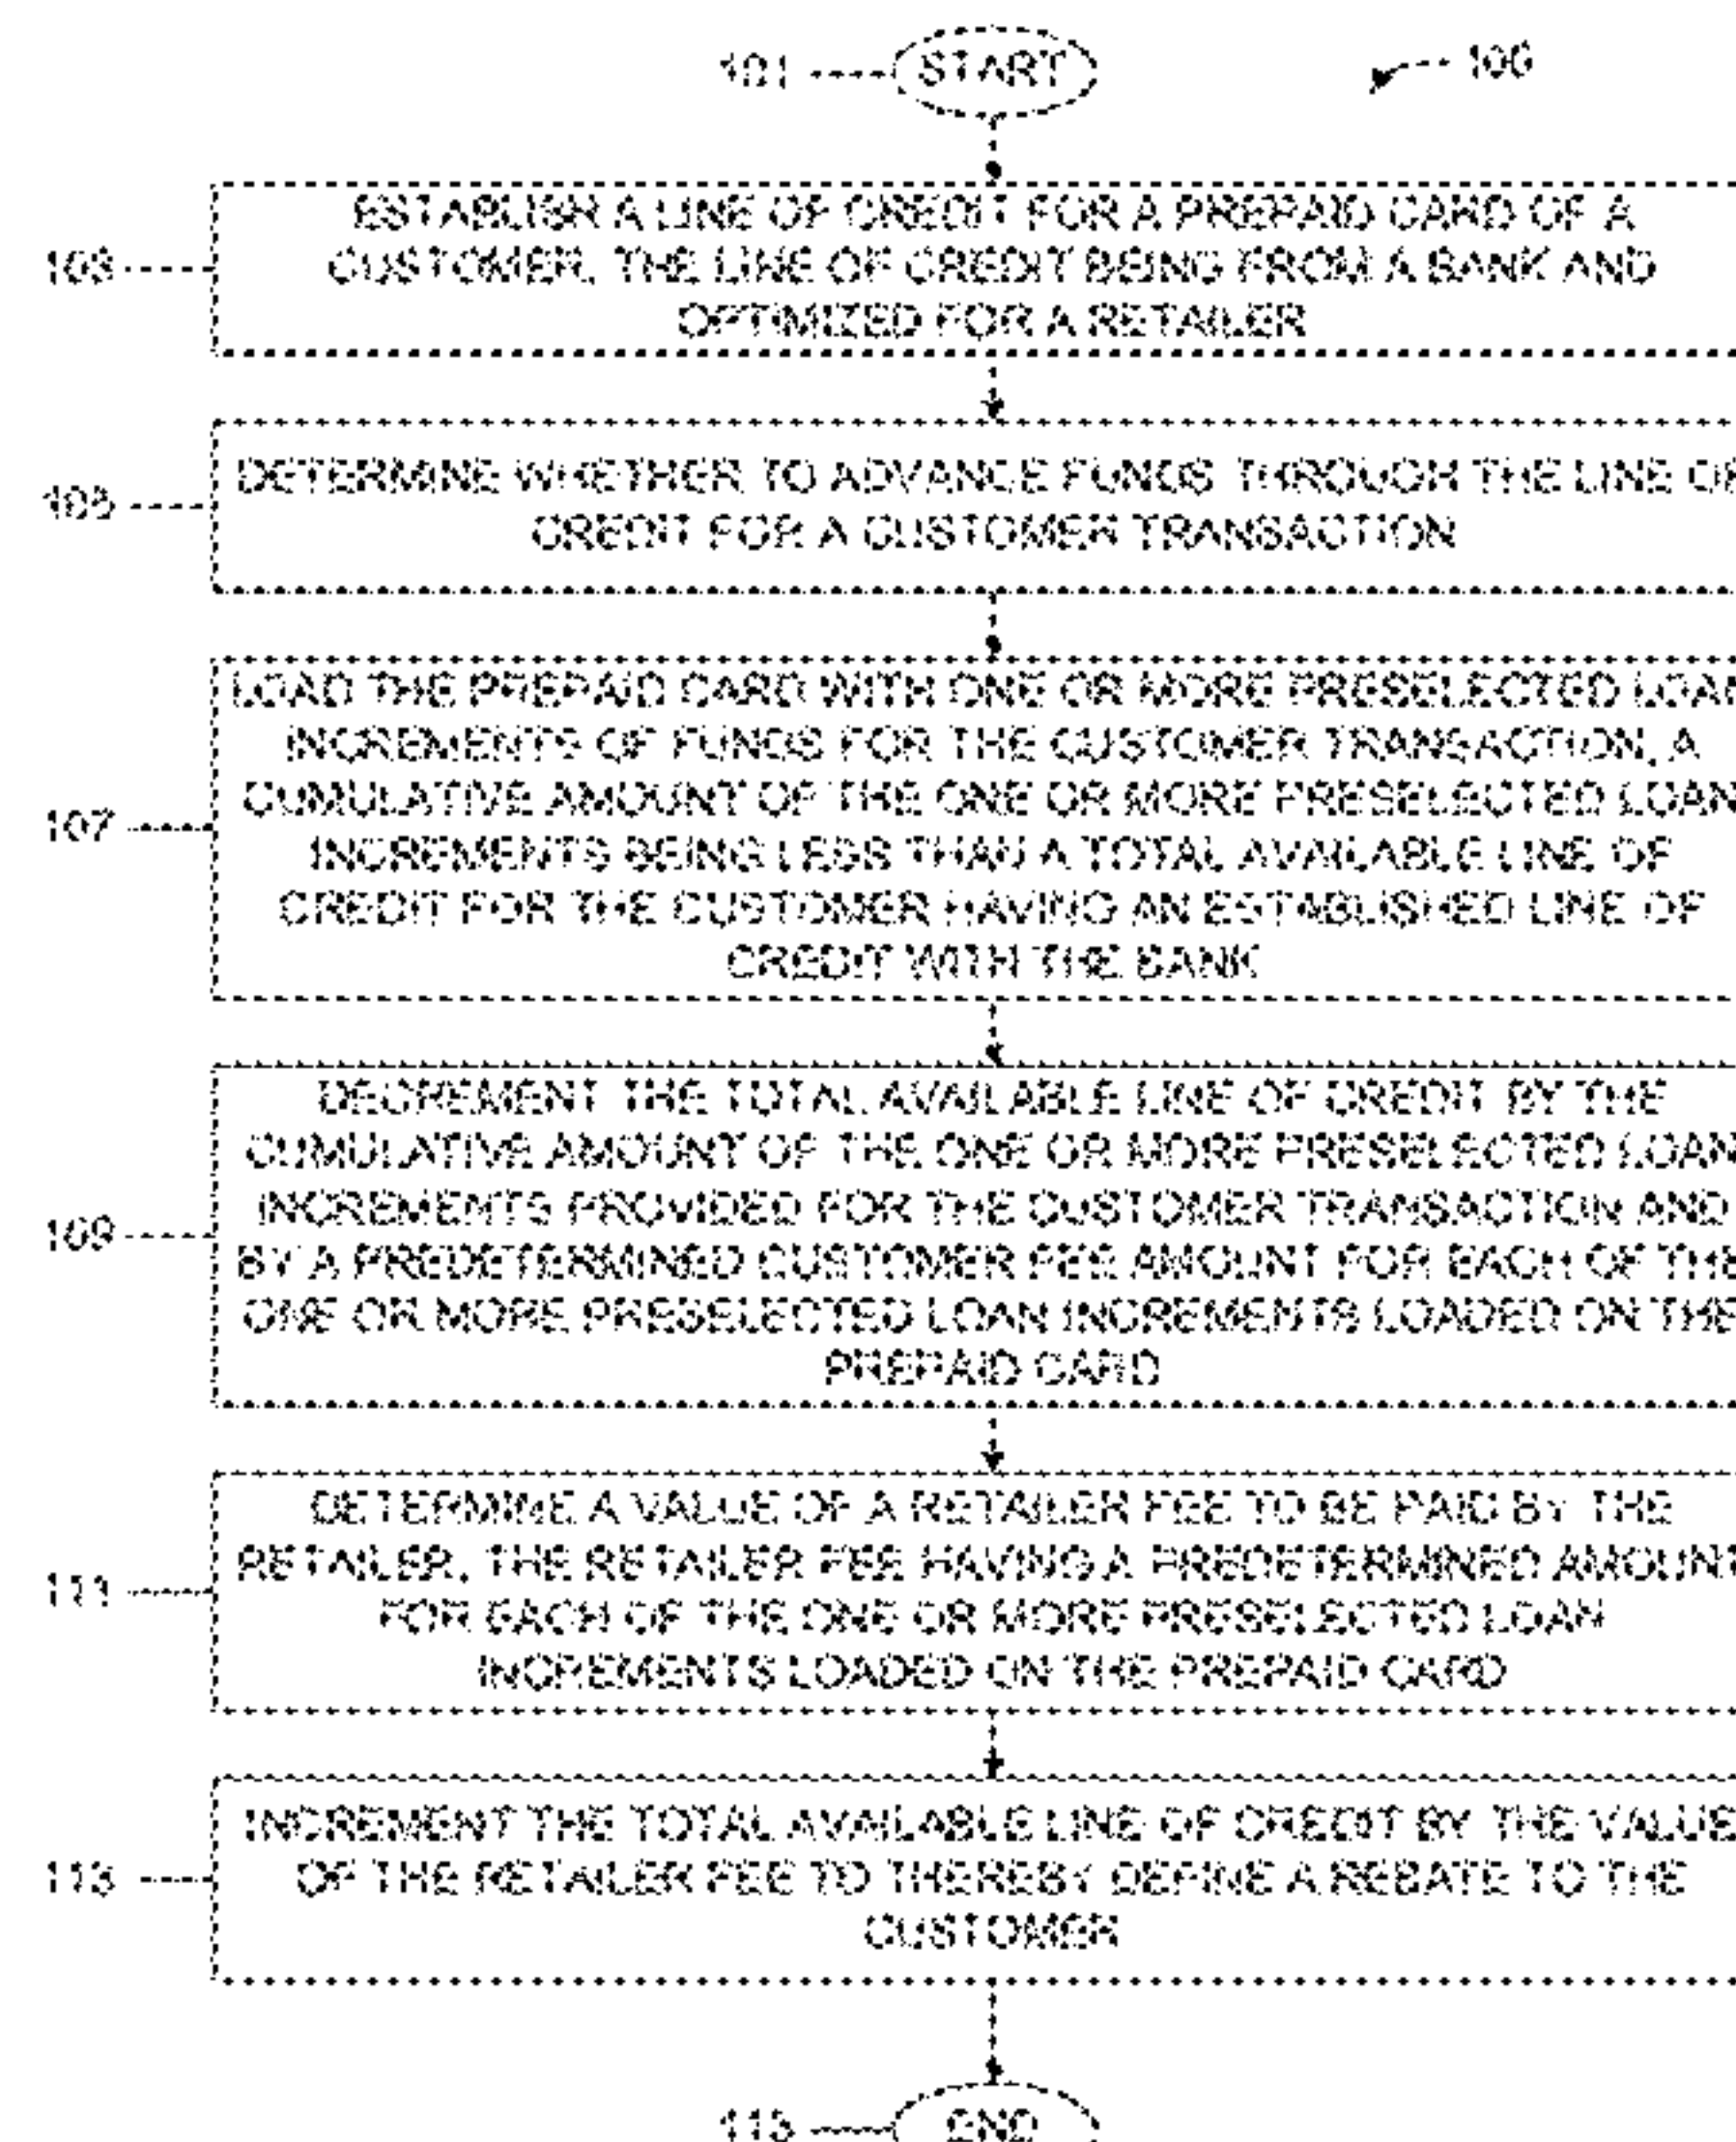 101 START 100
ESTABLISH A LINE OF CREDIT FOR A PREPAID CARD OF A
103 CUSTOMER, THE LINE OF CREDIT BEING FROM A BANK AND
OPTIMIZED FOR A RETAILER
DETERMINE WHETHER TO ADVANCE FUNDS THROUGH THE LINE OF
105
CREDIT FOR A CUSTOMER TRANSACTION
LOAD THE PREPAID CARD WITH ONE OR MORE PRESELECTED LOAN
INCREMENTS OF FUNDS FOR THE CUSTOMER TRANSACTION, A
CUMULATIVE AMOUNT OF THE ONE OR MORE PRESELECTED LOAN
107
INCREMENTS BEING LESS THAN A TOTAL AVAILABLE LINE OF
CREDIT FOR THE CUSTOMER HAVING AN ESTABLISHED LINE OF
CREDIT WITH THE BANK
DECREMENT THE TOTAL AVAILABLE LINE OF CREDIT BY THE
CUMULATIVE AMOUNT OF THE ONE OR MORE PRESELECTED LOAN
INCREMENTS PROVIDED FOR THE CUSTOMER TRANSACTION AND
109
BY A PREDETERMINED CUSTOMER FEE AMOUNT FOR EACH OF THE
ONE OR MORE PRESELECTED LOAN INCREMENTS LOADED ON THE
PREPAID CARD
DETERMINE A VALUE OF A RETAILER FEE TO BE PAID BY THE
RETAILER, THE RETAILER FEE HAVING A PREDETERMINED AMOUNT
111
FOR EACH OF THE ONE OR MORE PRESELECTED LOAN
INCREMENTS LOADED ON THE PREPAID CARD
INCREMENT THE TOTAL AVAILABLE LINE OF CREDIT BY THE VALUE
113 OF THE RETAILER FEE TO THEREBY DEFINE A REBATE TO THE
CUSTOMER
END